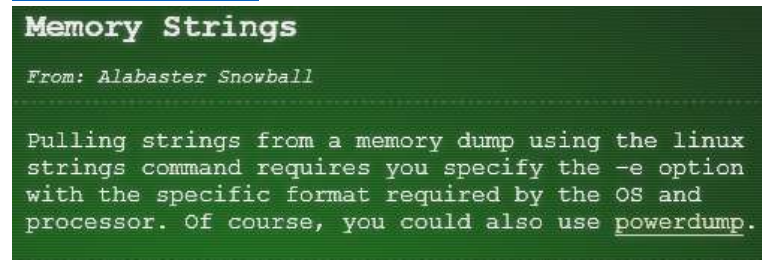 Memory Strings
From: Alabaster Snowball
Pulling strings from a memory dump using the linux
strings command requires you specify the -e option
with the specific format required by the OS and
processor. Of course, you could also use powerdump.